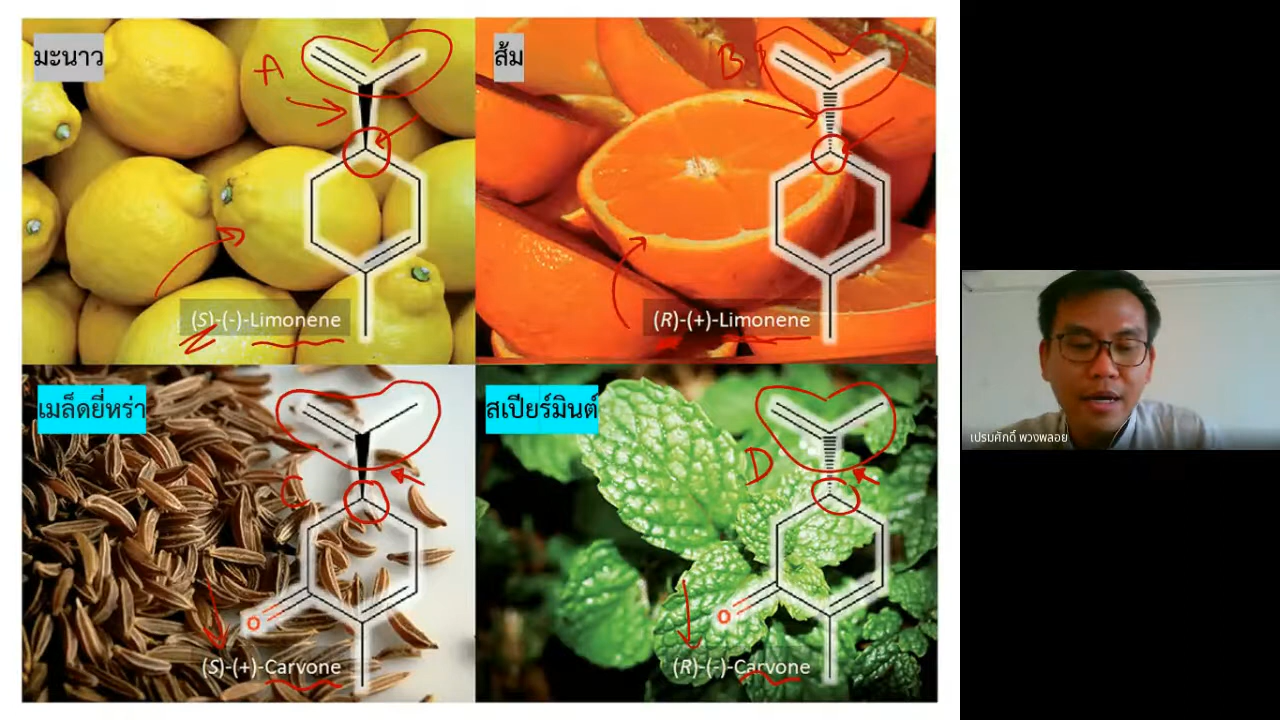 มะนาว
A
(S)-(-)-Limonene
ส้ม
B
(R)-(+)-Limonene
เมล็ดยี่หร่า
C
O
(S)-(+)-Carvone
สเปียร์มินต์
D
O
(R)-(-)-Carvone
เปรมศักดิ์ พวงพลอย